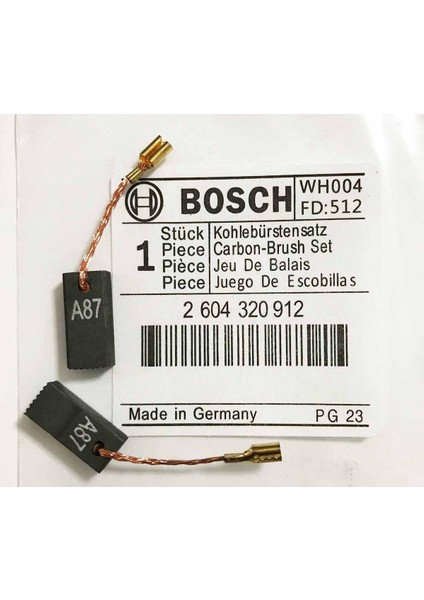 BOSCH
WH004
FD:512
1
Stück Kohlebürstensatz
Piece Carbon-Brush Set
Pièce Jeu De Balais
Piece Juego De Escobillas
2 604 320 912
Made in Germany PG 23
A87
A87